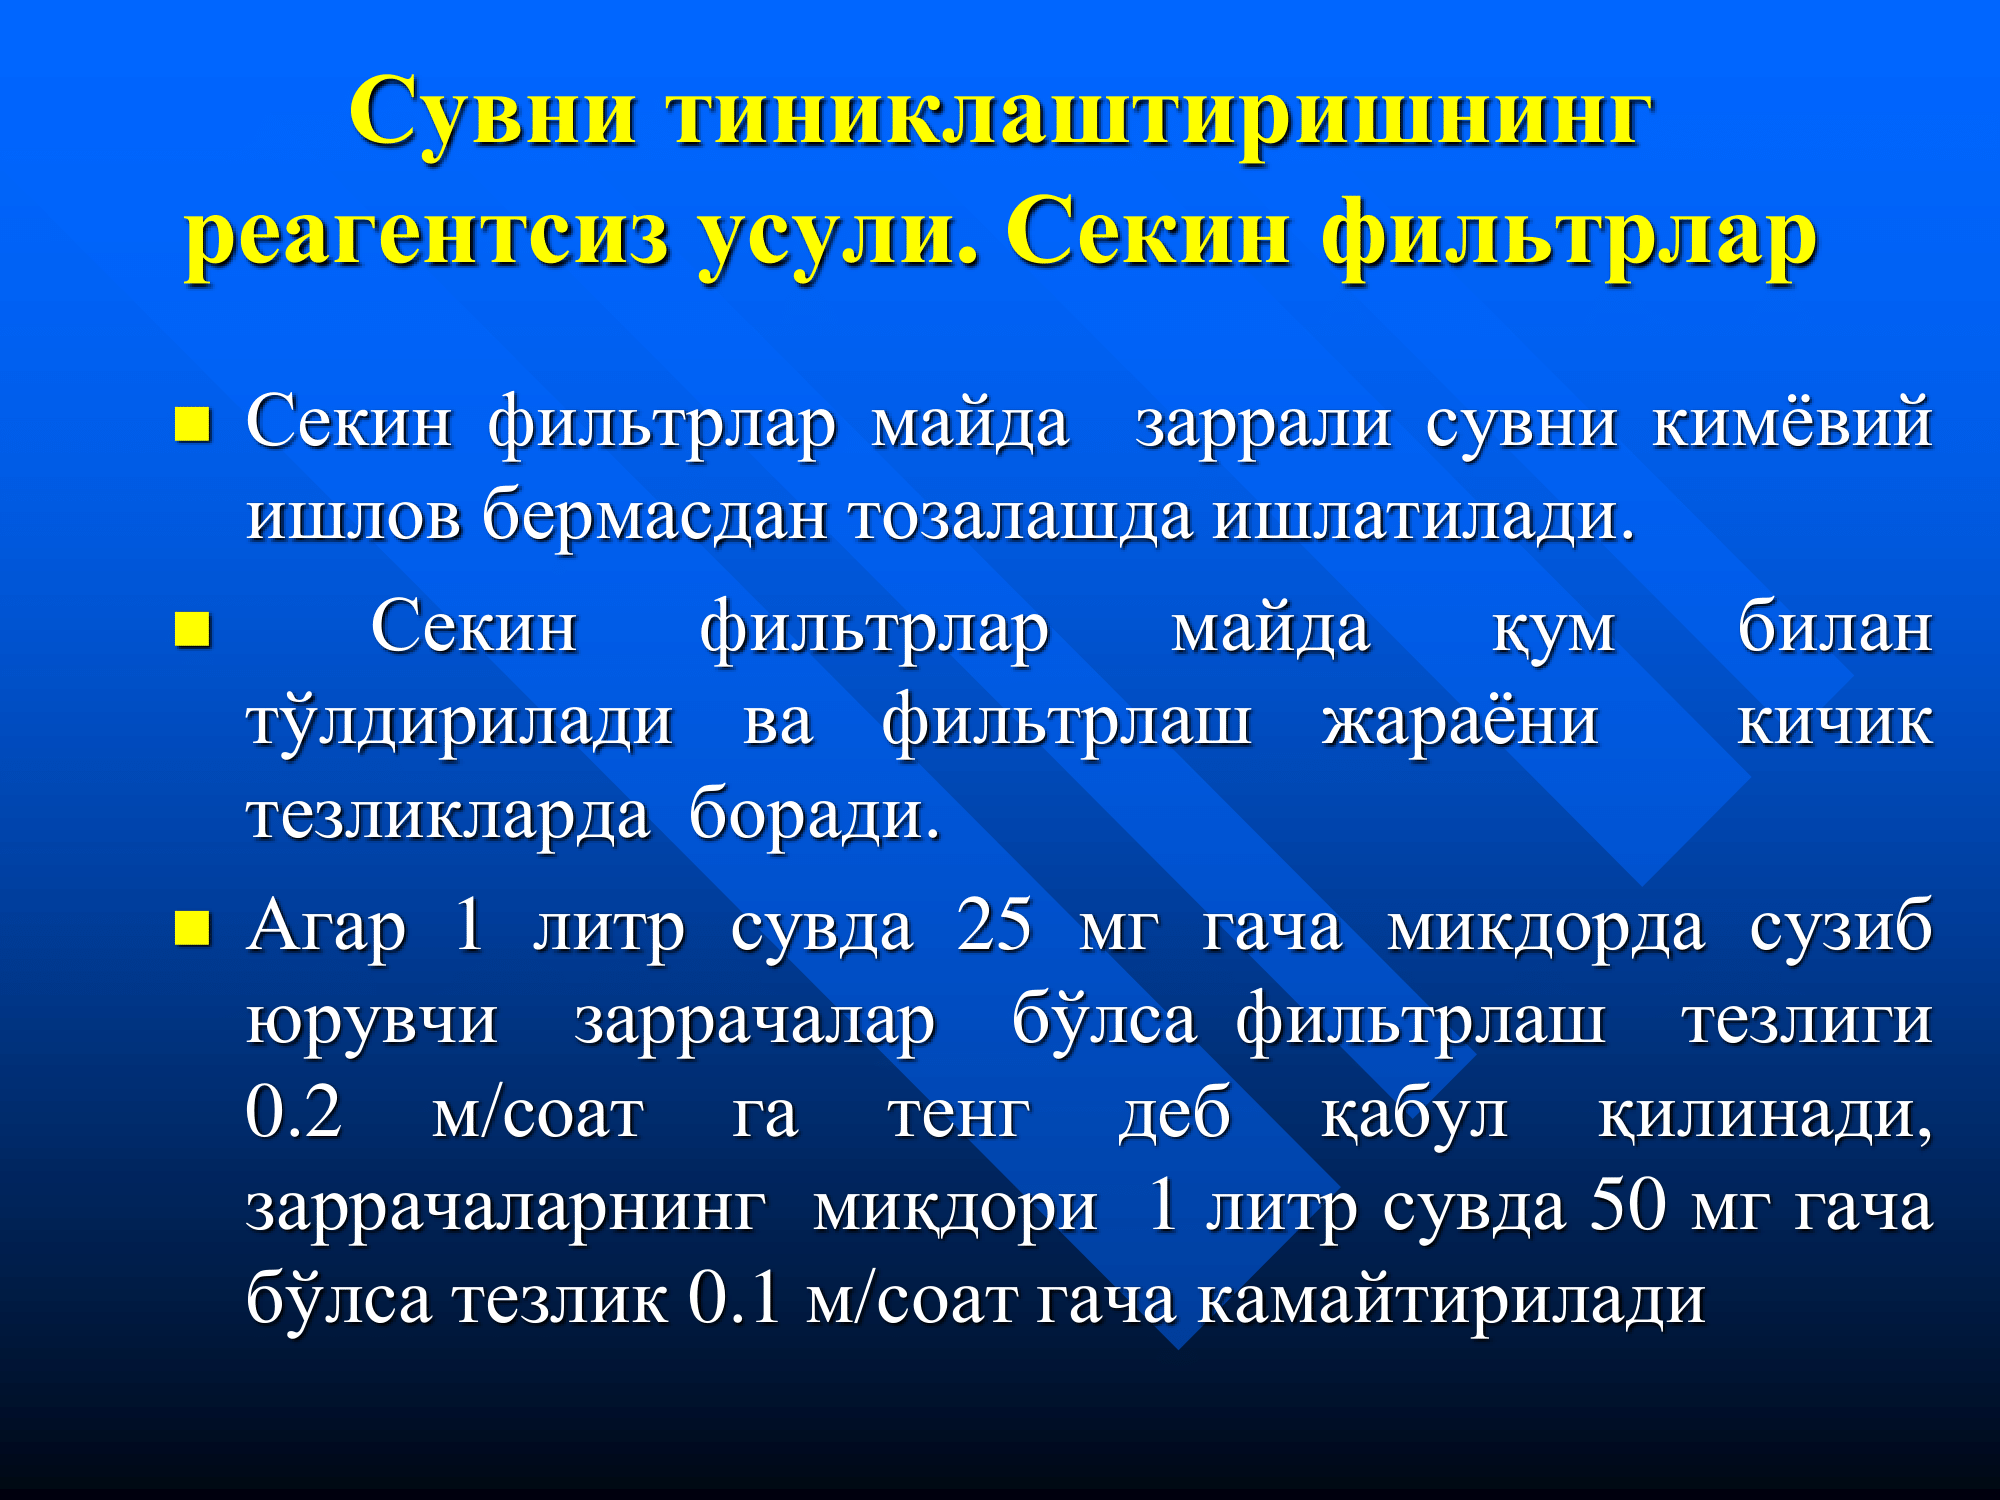 Сувни тиниклаштиришнинг
реагентсиз усули. Секин фильтрлар
Секин фильтрлар майда заррали сувни кимёвий
ишлов бермасдан тозалашда ишлатилади.
Секин фильтрлар майда қум билан
тўлдирилади ва фильтрлаш жараёни кичик
тезликларда боради.
Агар 1 литр сувда 25 мг гача микдорда сузиб
юрувчи заррачалар бўлса фильтрлаш тезлиги
0.2 м/соат га тенг деб қабул қилинади,
заррачаларнинг миқдори 1 литр сувда 50 мг гача
бўлса тезлик 0.1 м/соат гача камайтирилади